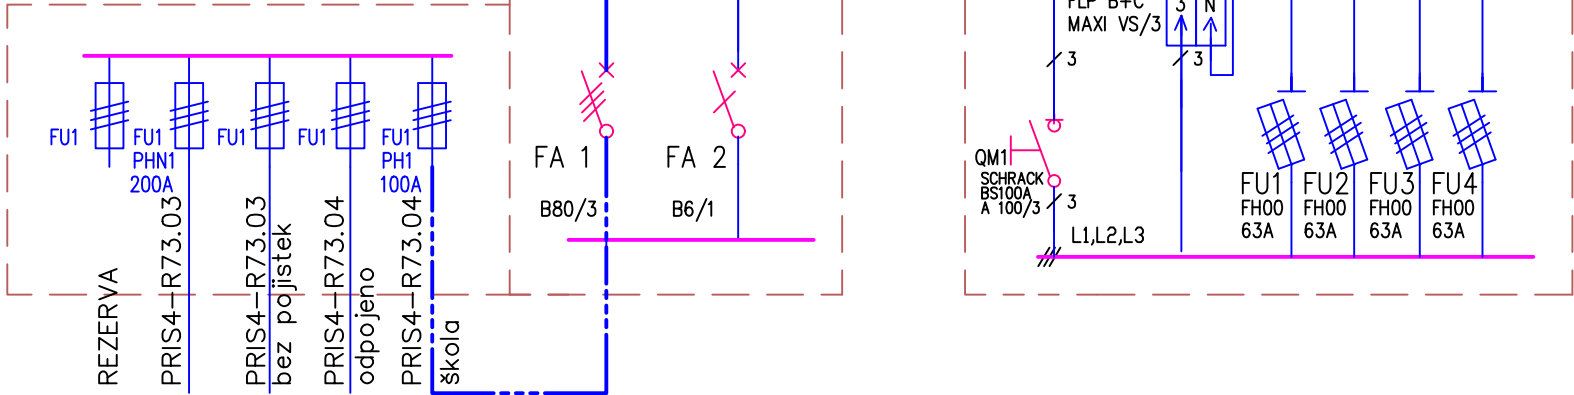 FLP B+C
MAXI VS/3
3
N
3
3
FU1
FU1
PHN1
200A
FU1
FU1
FU1
PH1
100A
REZERVA
PRIS4-R73.03
PRIS4-R73.03
bez pojistek
PRIS4-R73.04
odpojeno
PRIS4-R73.04
škola
FA 1
B80/3
FA 2
B6/1
QM1
SCHRACK
BS100A
A 100/3
3
L1,L2,L3
FU1
FH00
63A
FU2
FH00
63A
FU3
FH00
63A
FU4
FH00
63A